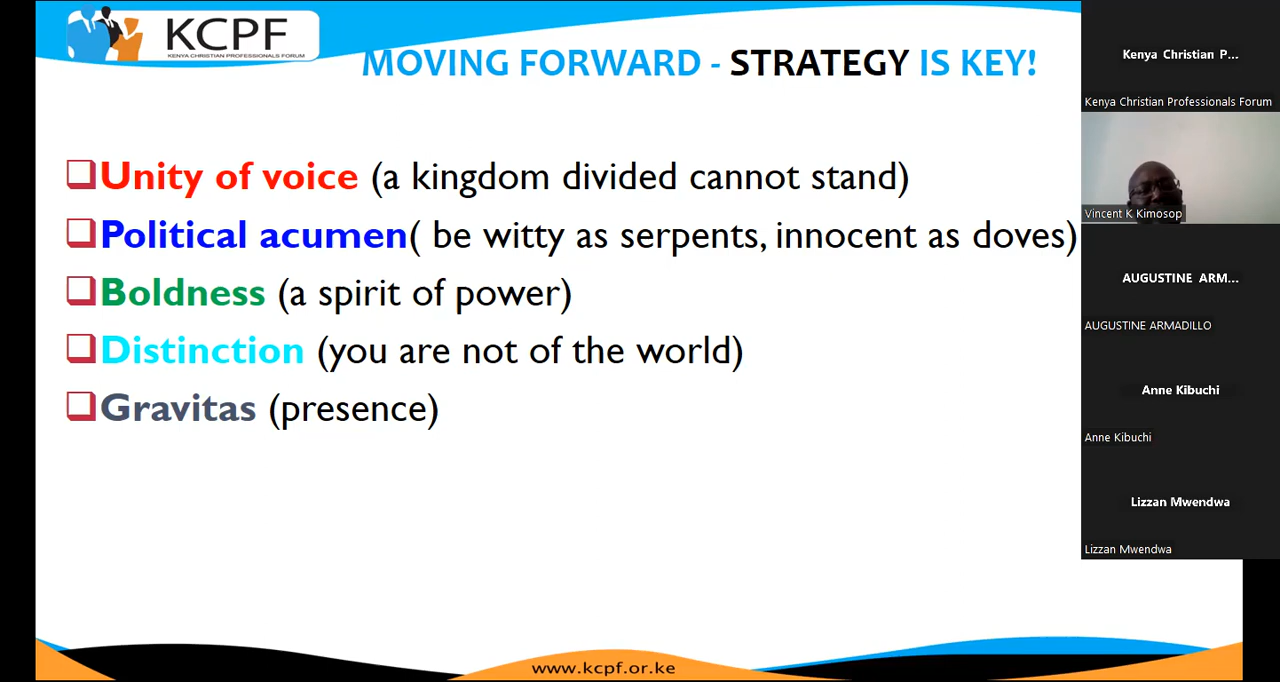 KCPF
KENYA CHRISTIAN PROFESSIONALS FORUM
MOVING FORWARD - STRATEGY IS KEY!
❑Unity of voice (a kingdom divided cannot stand)
❑Political acumen( be witty as serpents, innocent as doves)
❑Boldness (a spirit of power)
❑Distinction (you are not of the world)
❑Gravitas (presence)
www.kcpf.or.ke
Kenya Christian P...
Kenya Christian Professionals Forum
Vincent K Kimosop
AUGUSTINE ARM...
AUGUSTINE ARMADILLO
Anne Kibuchi
Anne Kibuchi
Lizzan Mwendwa
Lizzan Mwendwa